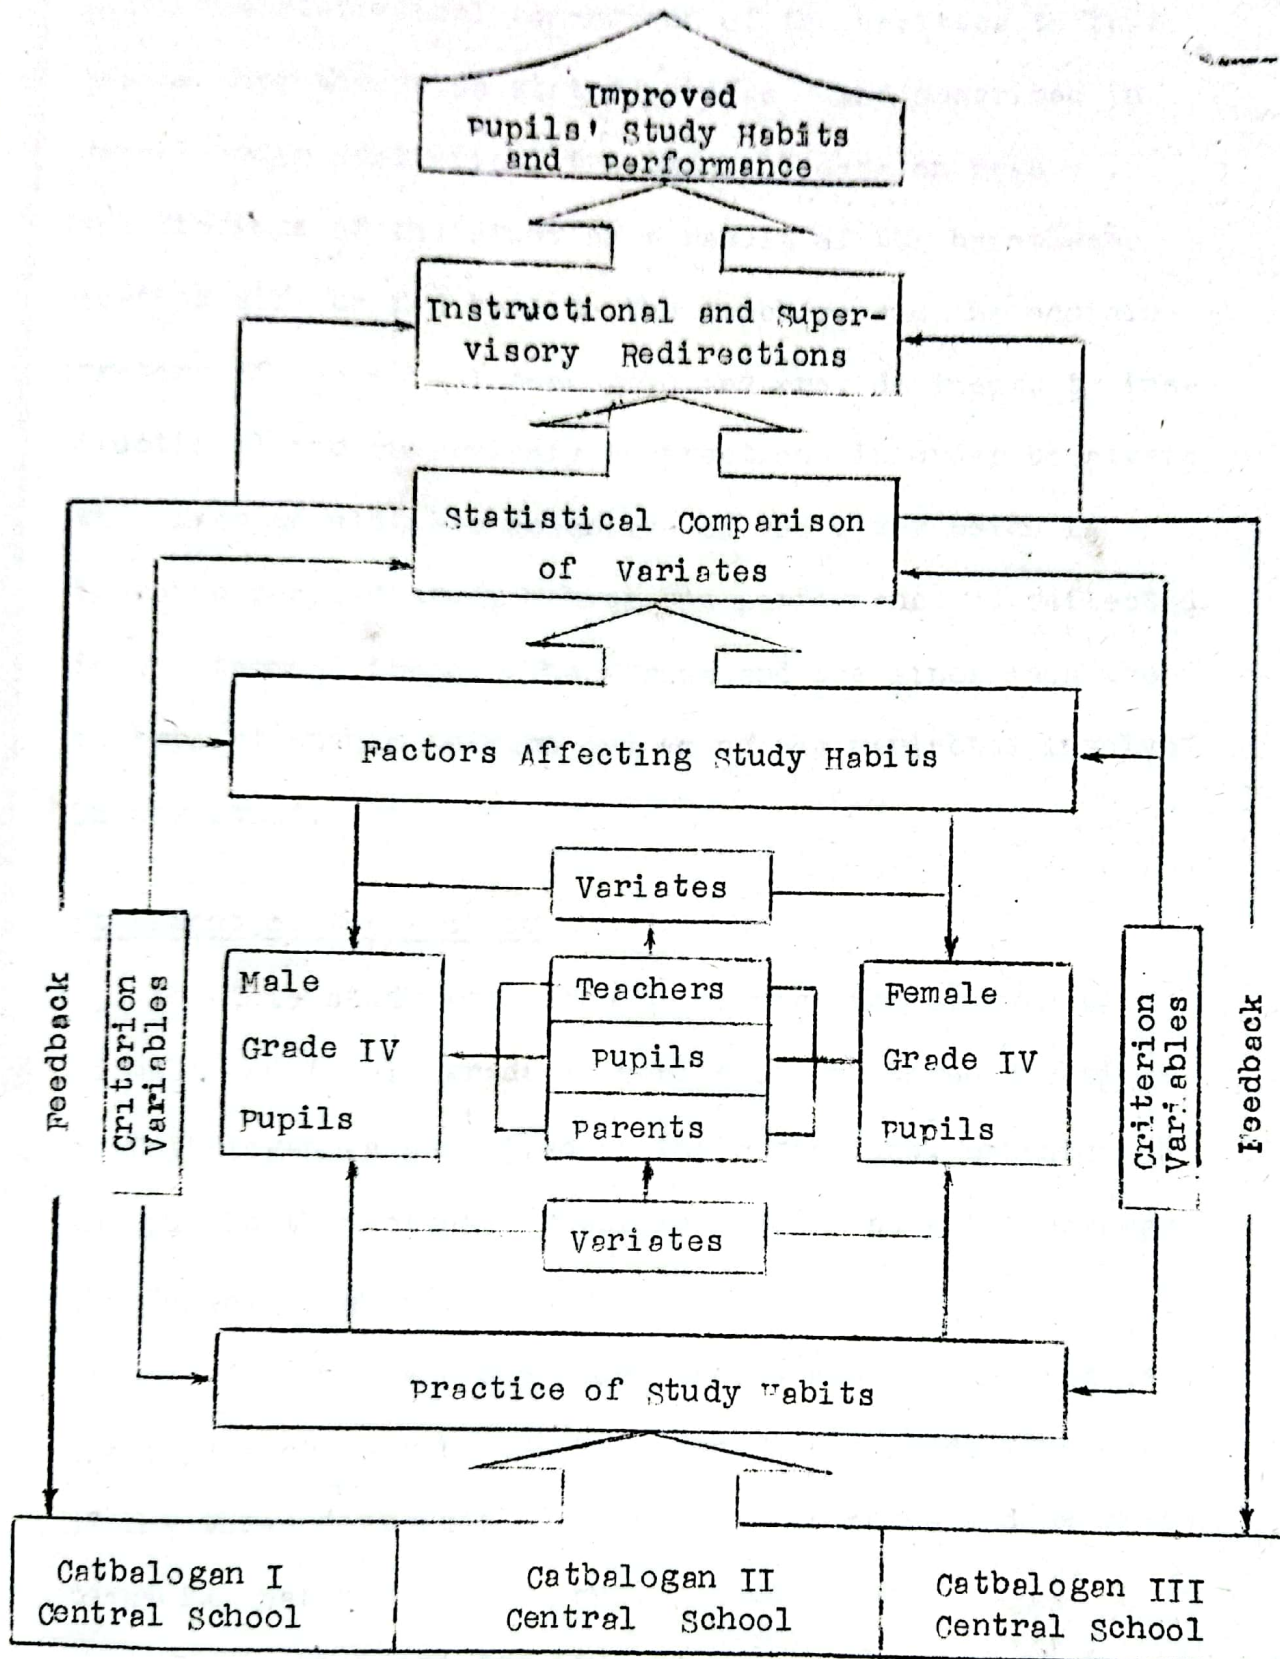 Improved
Pupils' Study Habits
and Performance
Instructional and Super-
visory Redirections
Statistical Comparison
of Variates
Factors Affecting Study Habits
Variates
Feedback
Criterion
Variables
Male
Grade IV
Pupils
Teachers
Pupils
Parents
Female
Grade IV
Pupils
Criterion
Variables
Feedback
Variates
Practice of Study Habits
Catbalogan I
Central School
Catbalogan II
Central School
Catbalogan III
Central School